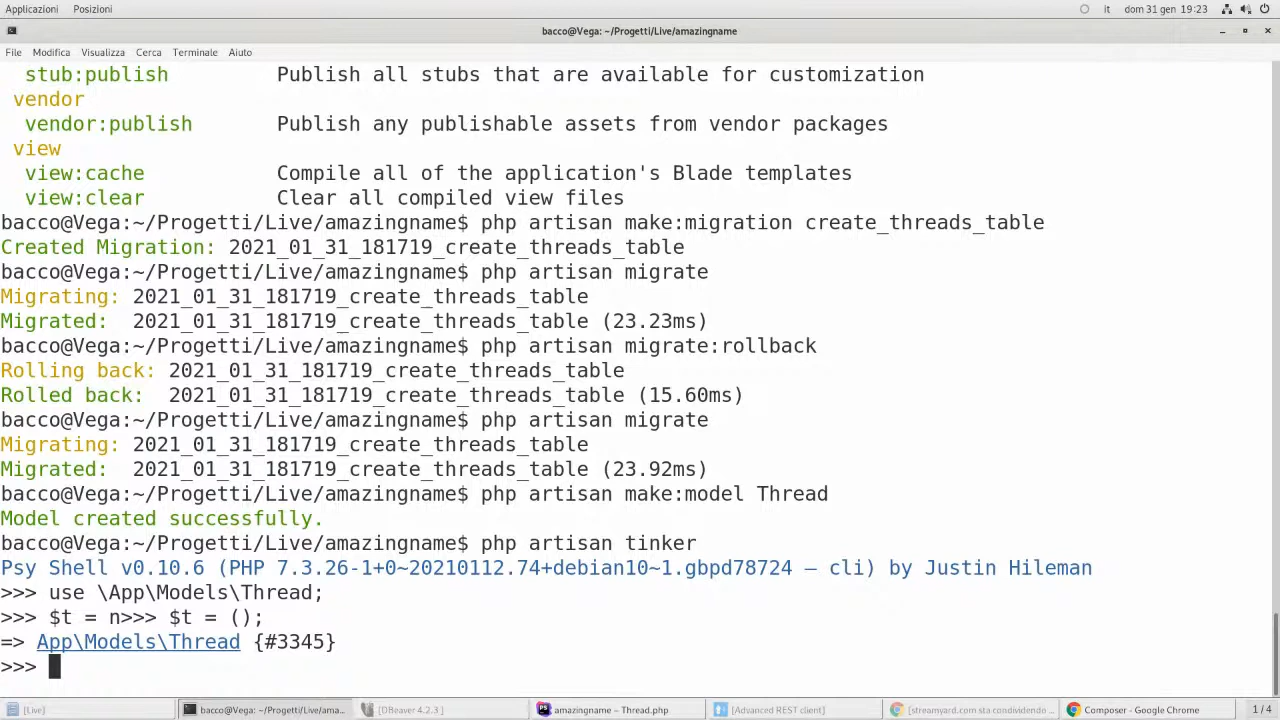 Applicazioni Posizioni it dom 31 gen 19:23
bacco@Vega: ~/Progetti/Live/amazingname
File Modifica Visualizza Cerca Terminale Aiuto
stub:publish Publish all stubs that are available for customization
vendor
vendor:publish Publish any publishable assets from vendor packages
view
view:cache Compile all of the application's Blade templates
view:clear Clear all compiled view files
bacco@Vega:~/Progetti/Live/amazingname$ php artisan make:migration create_threads_table
Created Migration: 2021_01_31_181719_create_threads_table
bacco@Vega:~/Progetti/Live/amazingname$ php artisan migrate
Migrating: 2021_01_31_181719_create_threads_table
Migrated: 2021_01_31_181719_create_threads_table (23.23ms)
bacco@Vega:~/Progetti/Live/amazingname$ php artisan migrate:rollback
Rolling back: 2021_01_31_181719_create_threads_table
Rolled back: 2021_01_31_181719_create_threads_table (15.60ms)
bacco@Vega:~/Progetti/Live/amazingname$ php artisan migrate
Migrating: 2021_01_31_181719_create_threads_table
Migrated: 2021_01_31_181719_create_threads_table (23.92ms)
bacco@Vega:~/Progetti/Live/amazingname$ php artisan make:model Thread
Model created successfully.
bacco@Vega:~/Progetti/Live/amazingname$ php artisan tinker
Psy Shell v0.10.6 (PHP 7.3.26-1+0~20210112.74+debian10~1.gbpd78724 — cli) by Justin Hileman
>>> use \App\Models\Thread;
>>> $t = n>>> $t = ();
=> App\Models\Thread {#3345}
>>>
[Live] bacco@Vega: ~/Progetti/Live/ama... [DBeaver 4.2.3] amazingname – Thread.php [Advanced REST client] [streamyard.com sta condividendo ... Composer - Google Chrome 1 / 4